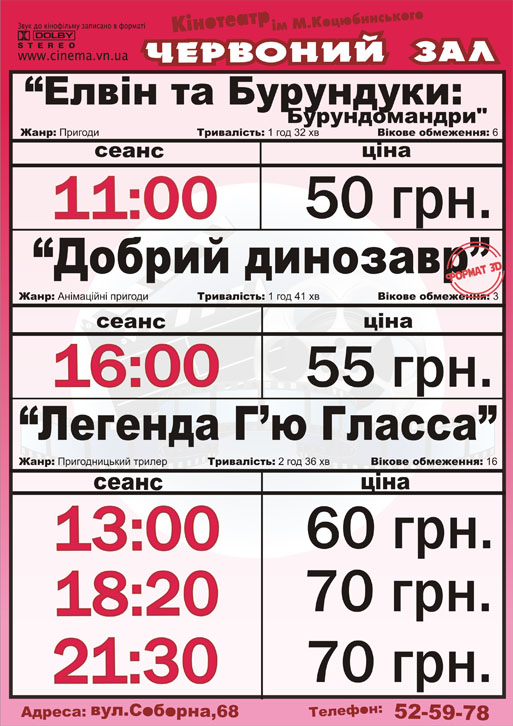 Звук до кінофільму записано в форматі
DOLBY
STEREO
www.cinema.vn.ua
Кінотеатр ім М.Коцюбинського
ЧЕРВОНИЙ ЗАЛ
“Елвін та Бурундуки:
Бурундомандри"
Жанр: Пригоди Тривалість: 1 год 32 хв Вікове обмеження: 6
сеанс ціна
11:00 50 грн.
“Добрий динозавр”
ФОРМАТ 3D
Жанр: Анімаційні пригоди Тривалість: 1 год 41 хв Вікове обмеження: 3
сеанс ціна
16:00 55 грн.
“Легенда Г’ю Гласса”
Жанр: Пригодницький трилер Тривалість: 2 год 36 хв Вікове обмеження: 16
сеанс ціна
13:00 60 грн.
18:20 70 грн.
21:30 70 грн.
Адреса: вул.Соборна,68 Телефон: 52-59-78